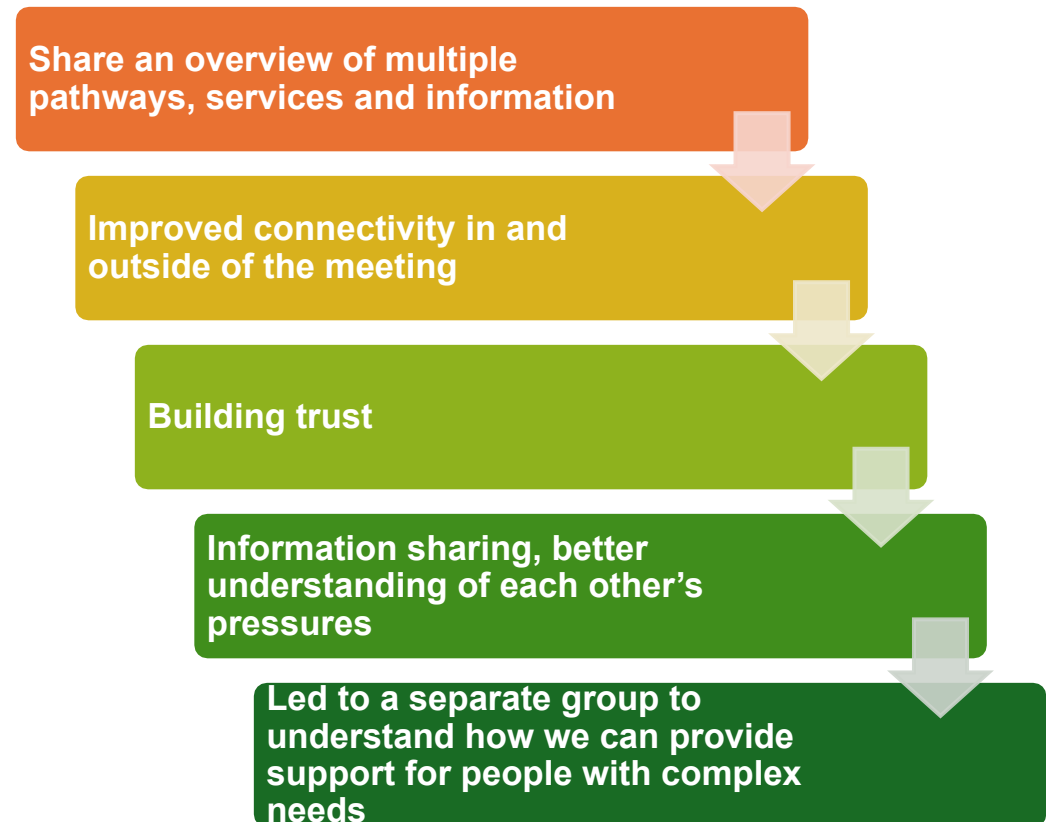 Share an overview of multiple
pathways, services and information
Improved connectivity in and
outside of the meeting
Building trust
Information sharing, better
understanding of each other’s
pressures
Led to a separate group to
understand how we can provide
support for people with complex
needs